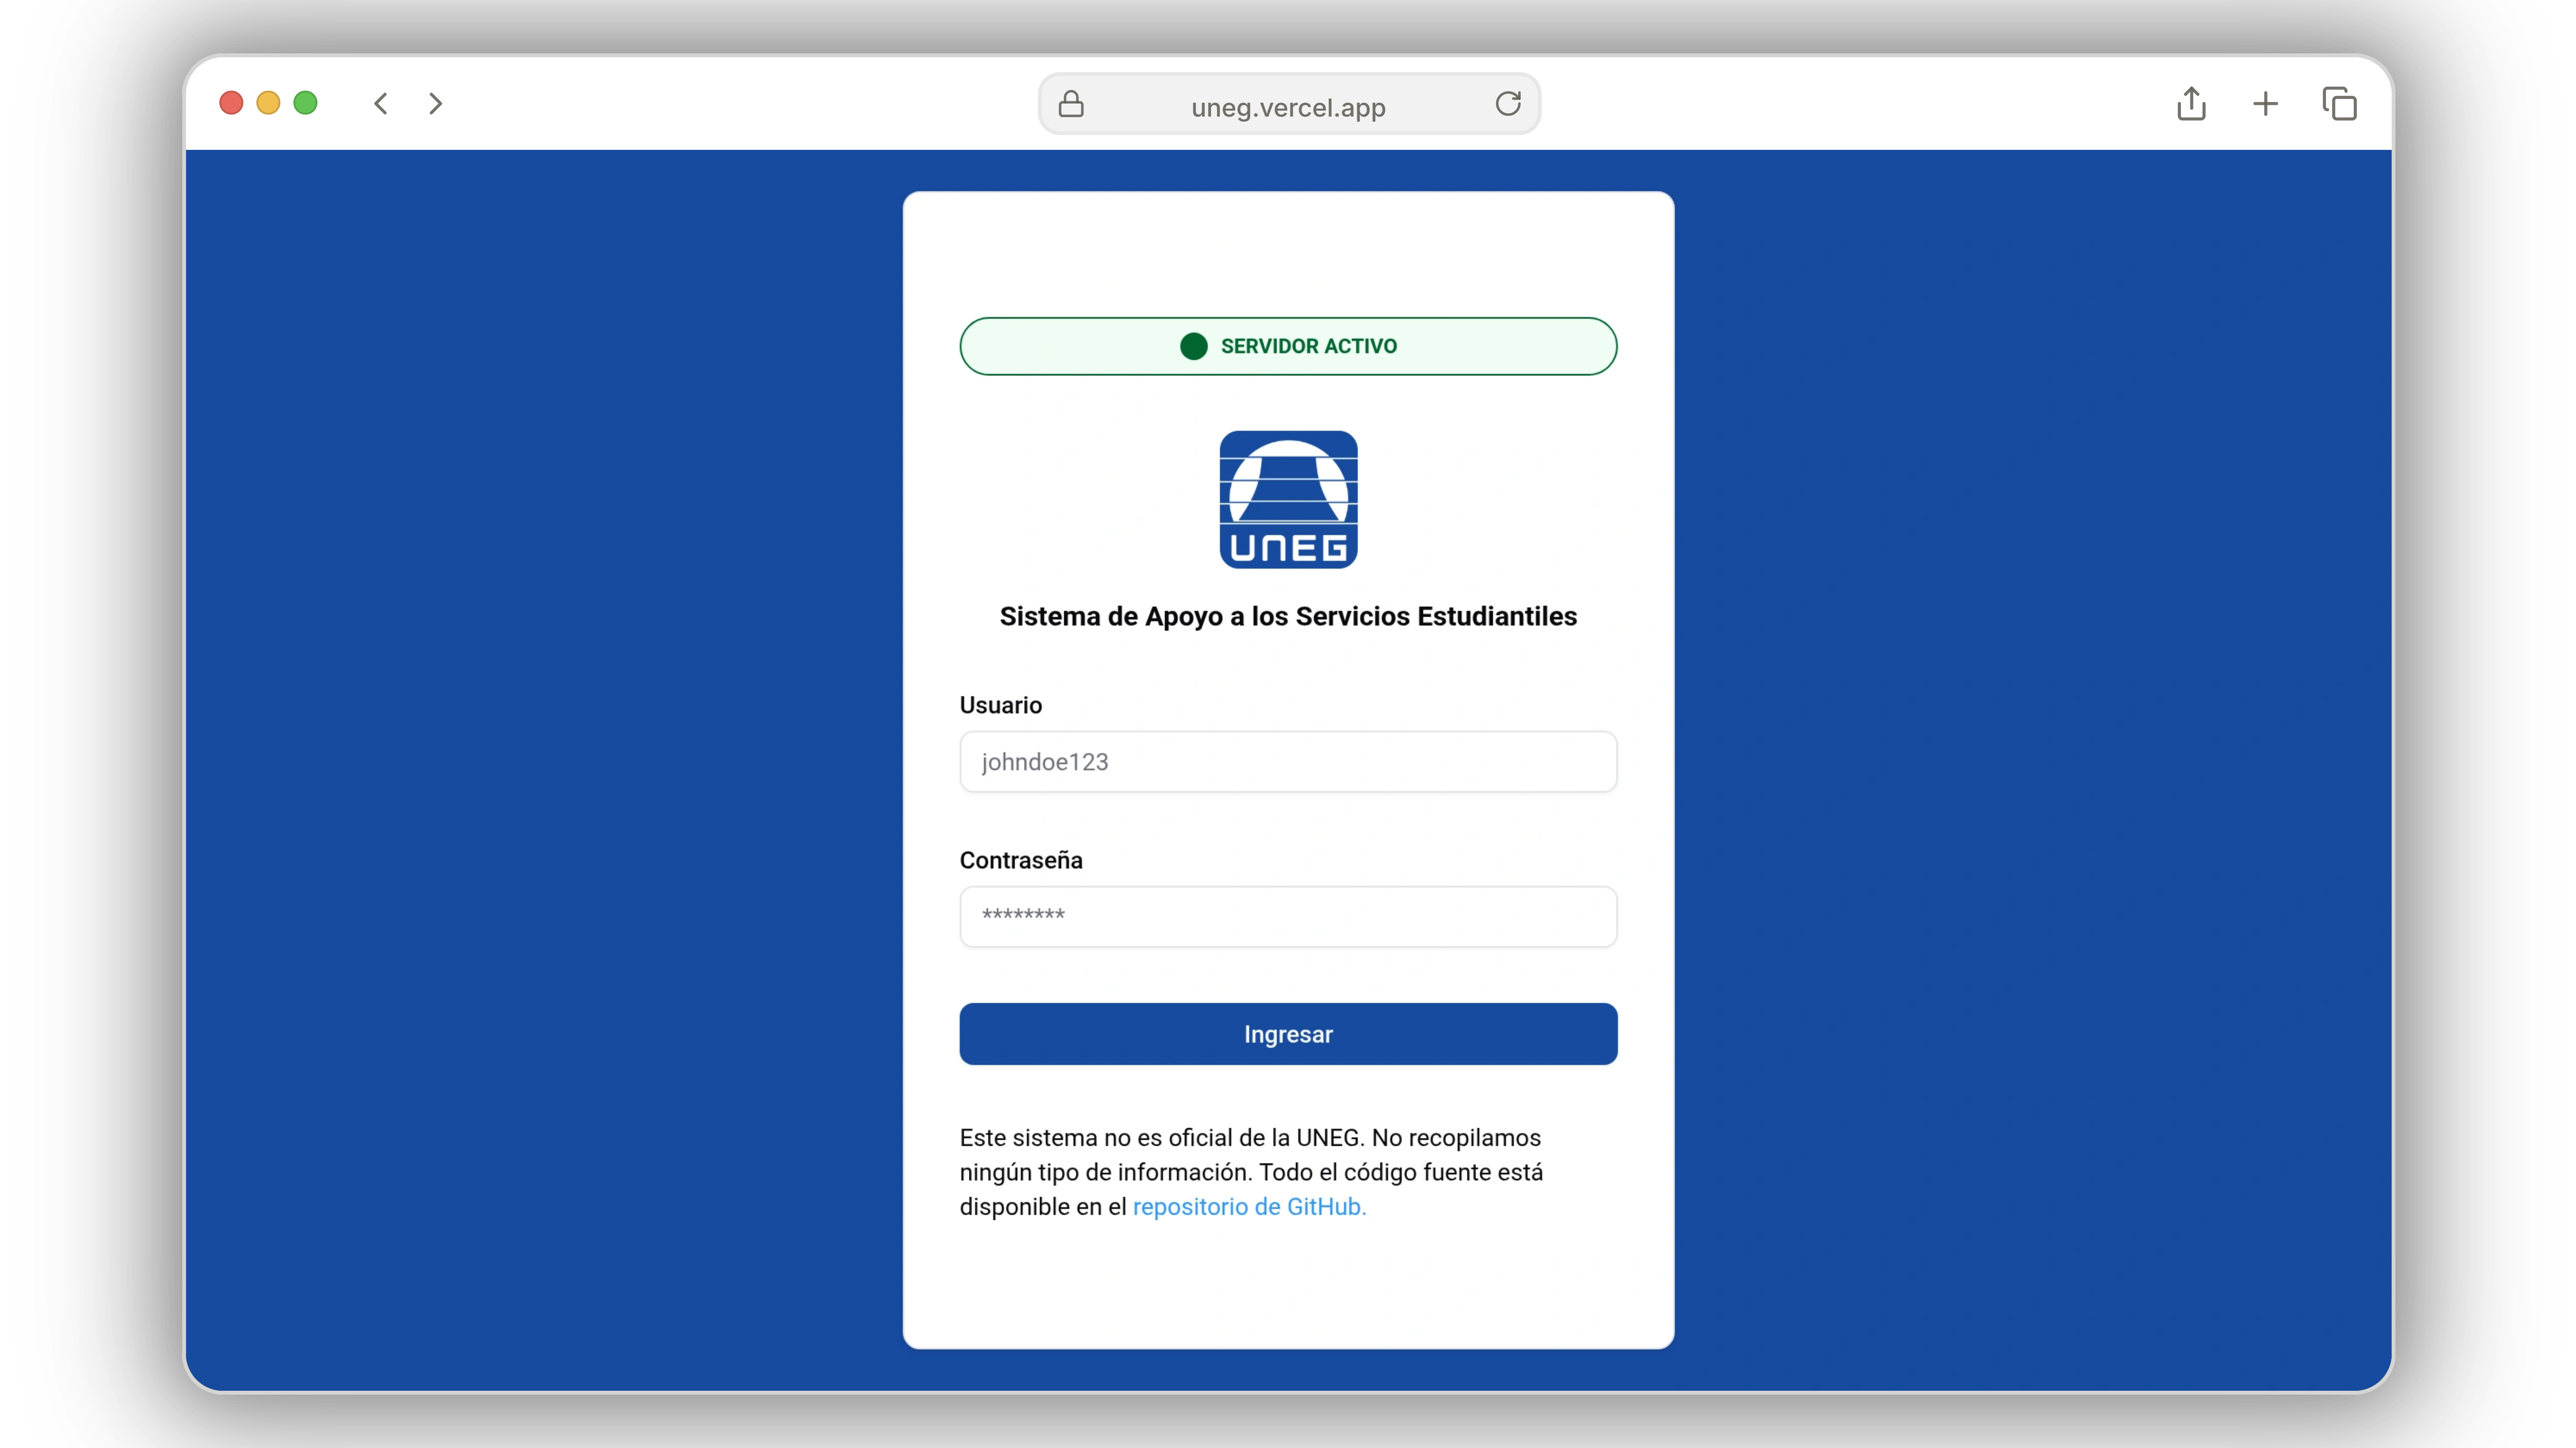 uneg.vercel.app
SERVIDOR ACTIVO
UNEG
Sistema de Apoyo a los Servicios Estudiantiles
Usuario
johndoe123
Contraseña
********
Ingresar
Este sistema no es oficial de la UNEG. No recopilamos
ningún tipo de información. Todo el código fuente está
disponible en el repositorio de GitHub.